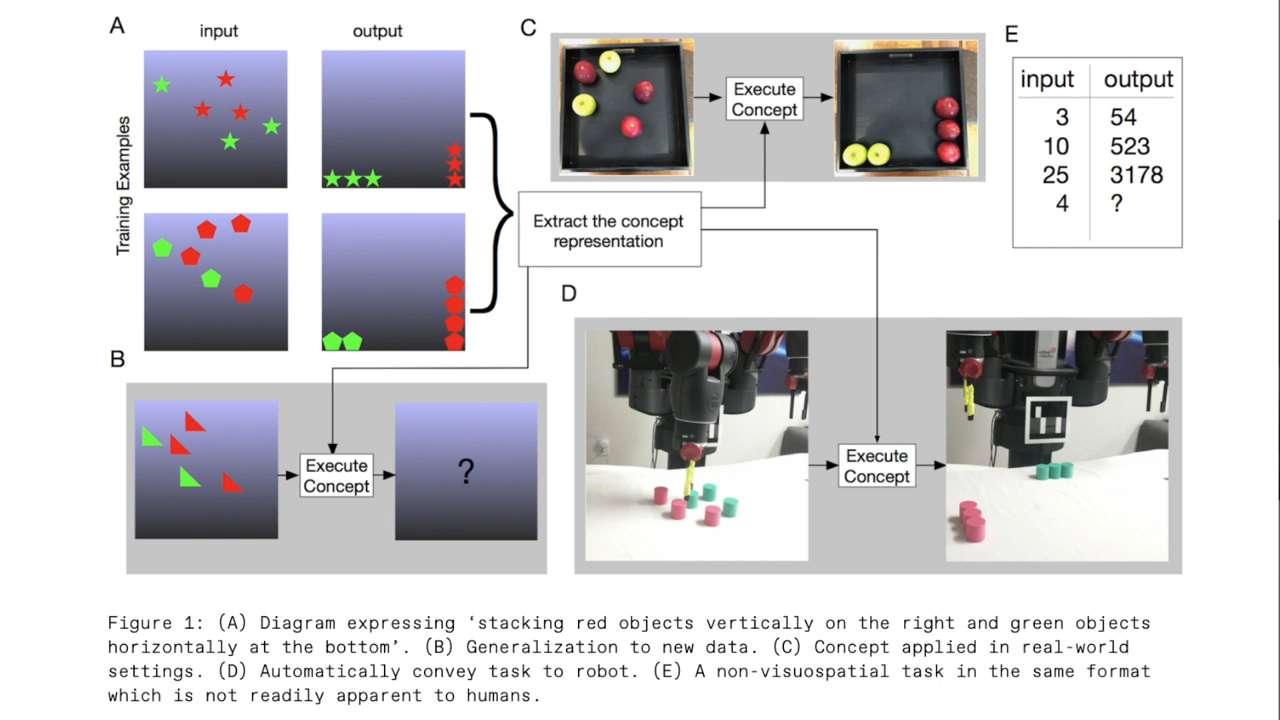 A
input
output
Training Examples
B
Execute
Concept
?
Extract the concept
representation
C
Execute
Concept
D
Execute
Concept
E
input output
3 54
10 523
25 3178
4 ?
Figure 1: (A) Diagram expressing ‘stacking red objects vertically on the right and green objects
horizontally at the bottom’. (B) Generalization to new data. (C) Concept applied in real-world
settings. (D) Automatically convey task to robot. (E) A non-visuospatial task in the same format
which is not readily apparent to humans.